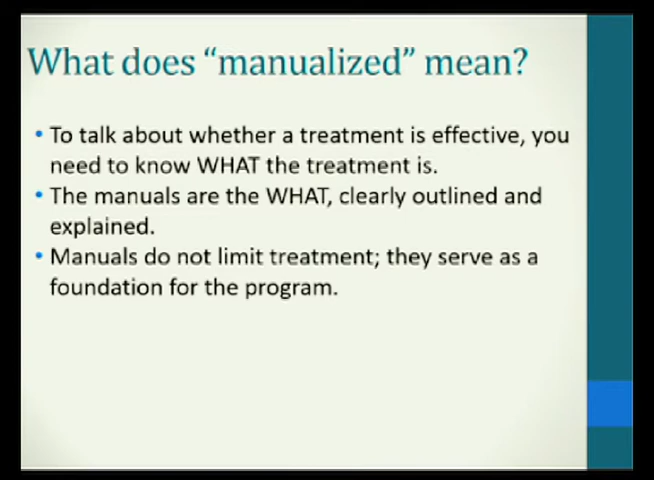 What does “manualized” mean?
• To talk about whether a treatment is effective, you
need to know WHAT the treatment is.
• The manuals are the WHAT, clearly outlined and
explained.
• Manuals do not limit treatment; they serve as a
foundation for the program.